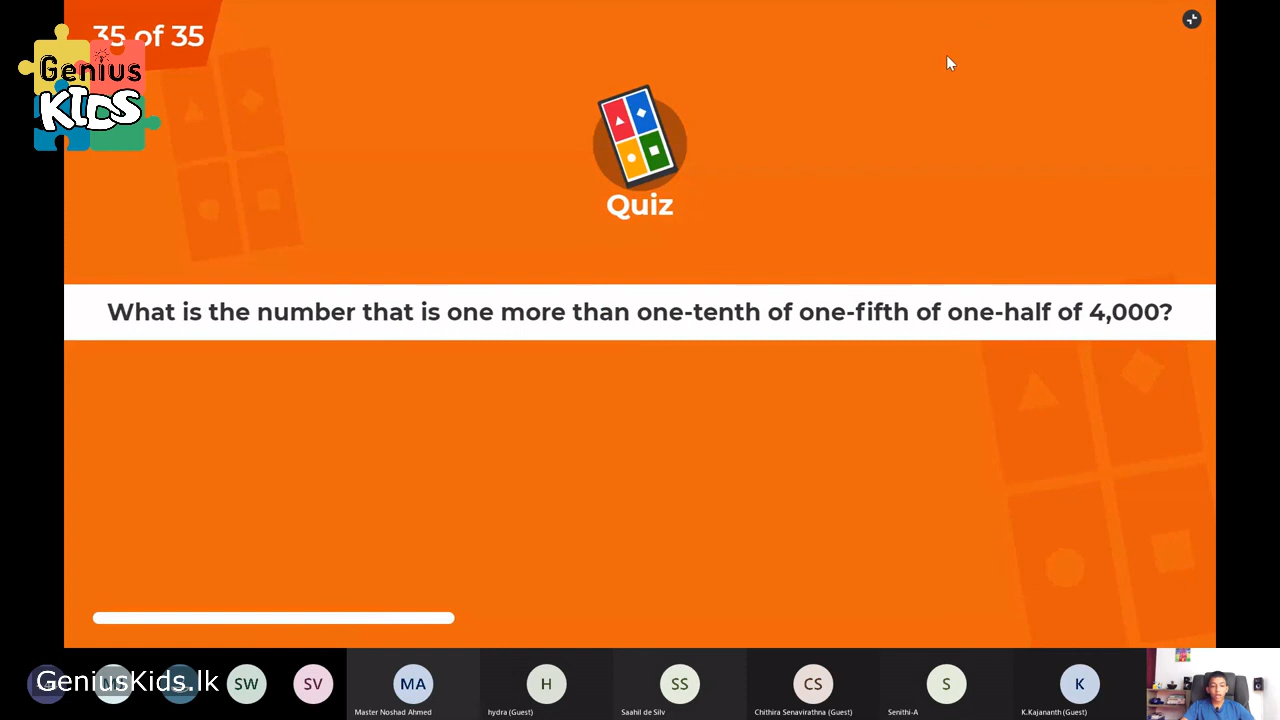 35 of 35
Genius
KIDS
Quiz
What is the number that is one more than one-tenth of one-fifth of one-half of 4,000?
GeniusKids.lk
SW
SV
MA
H
SS
CS
S
K
Master Noshad Ahmed
hydra (Guest)
Saahil de Silv
Chithira Senavirathna (Guest)
Senithi-A
K.Kajananth (Guest)